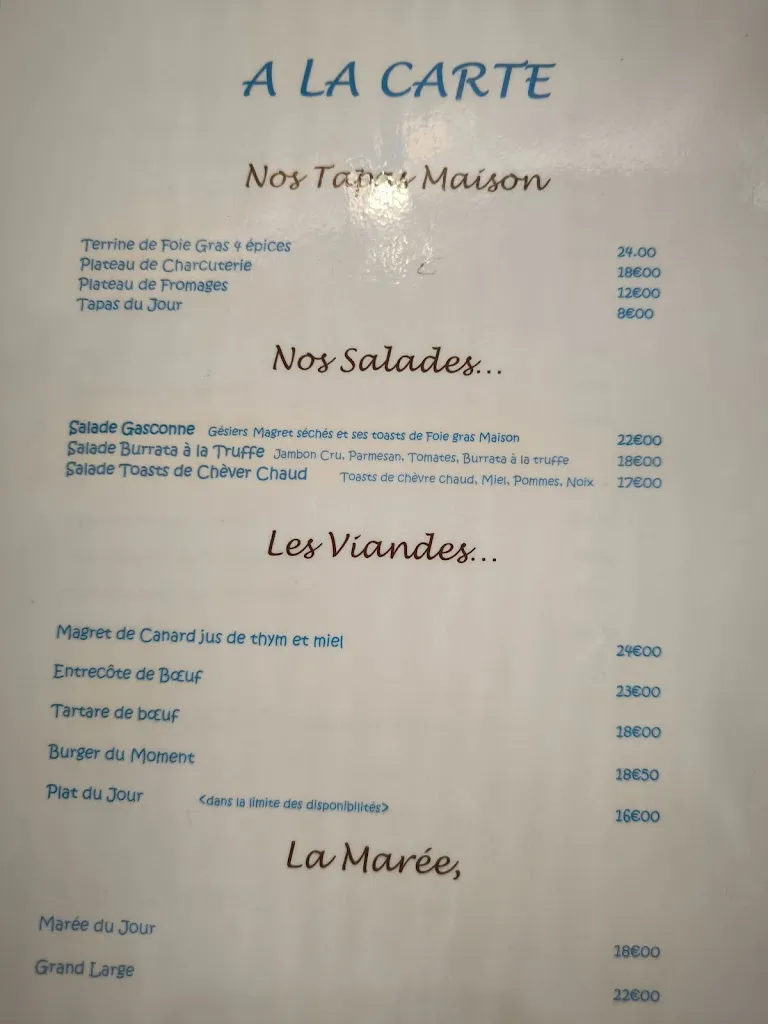 A LA CARTE
Nos Tapas Maison
Terrine de Foie Gras 4 épices 24.00
Plateau de Charcuterie 18€00
Plateau de Fromages 12€00
Tapas du Jour 8€00
Nos Salades...
Salade Gasconne Gésiers Magret séchés et ses toasts de Foie gras Maison 22€00
Salade Burrata à la Truffe Jambon Cru, Parmesan, Tomates, Burrata à la truffe 18€00
Salade Toasts de Chèver Chaud Toasts de chèvre chaud, Miel, Pommes, Noix 17€00
Les Viandes...
Magret de Canard jus de thym et miel 24€00
Entrecôte de Bœuf 23€00
Tartare de bœuf 18€00
Burger du Moment 18€50
Plat du Jour <dans la limite des disponibilités> 16€00
La Marée,
Marée du Jour 18€00
Grand Large 22€00